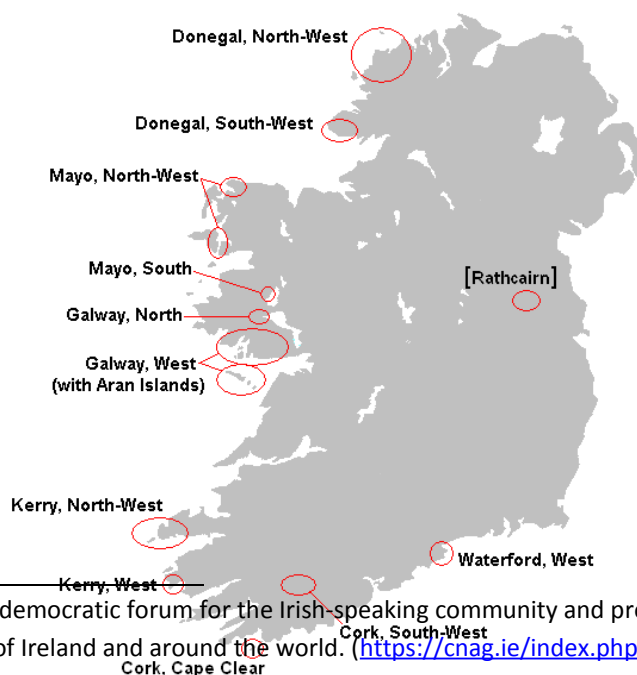 Donegal, North-West
Donegal, South-West
Mayo, North-West
Mayo, South
[Rathcairn]
Galway, North
Galway, West
(with Aran Islands)
Kerry, North-West
Waterford, West
Kerry, West
democratic forum for the Irish-speaking community and pr
Cork, South-West
of Ireland and around the world. (https://cnag.ie/index.php
Cork, Cape Clear